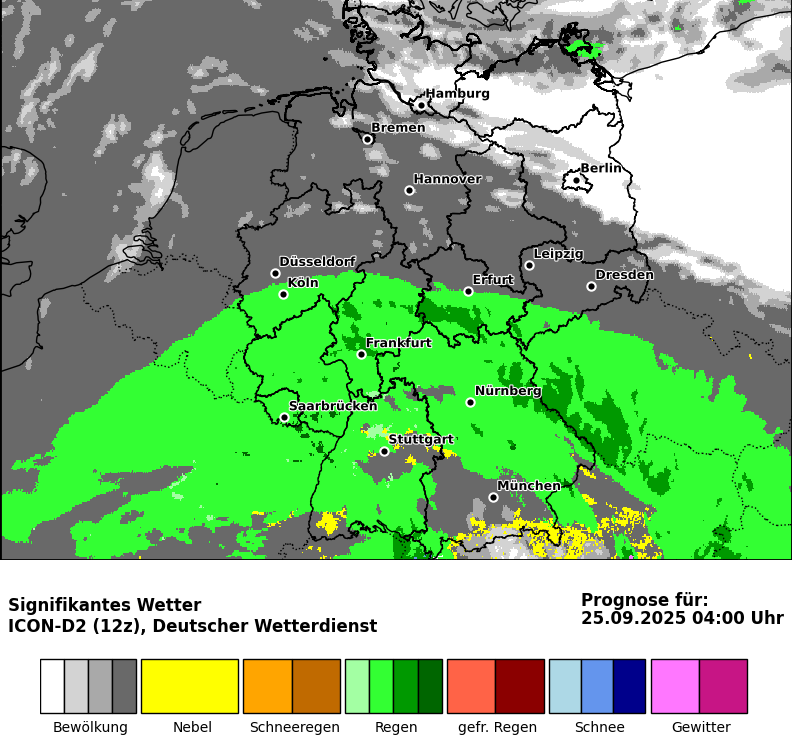 Hamburg
Bremen
Berlin
Hannover
Leipzig
Düsseldorf
Dresden
Köln
Erfurt
Frankfurt
Nürnberg
Saarbrücken
Stuttgart
München
Signifikantes Wetter
ICON-D2 (12z), Deutscher Wetterdienst
Prognose für:
25.09.2025 04:00 Uhr
Bewölkung Nebel Schneeregen Regen gefr. Regen Schnee Gewitter